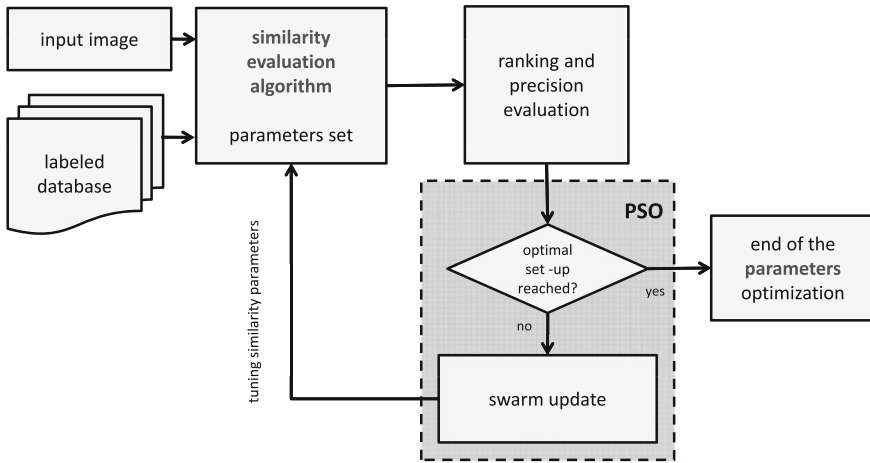 input image
similarity
evaluation
algorithm
parameters set
labeled
database
ranking and
precision
evaluation
PSO
optimal
set -up
reached?
yes
no
end of the
parameters
optimization
swarm update
tuning similarity parameters